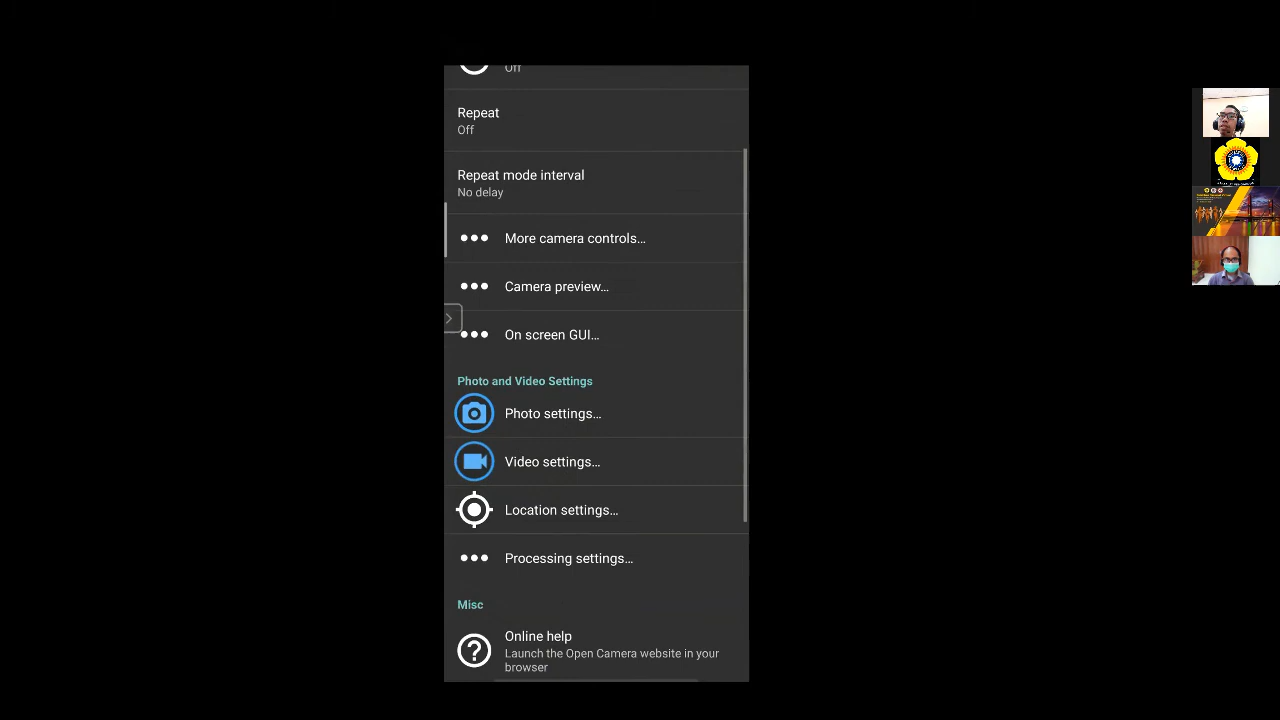 Off
Repeat
Off
Repeat mode interval
No delay
More camera controls...
Camera preview...
On screen GUI...
Photo and Video Settings
Photo settings...
Video settings...
Location settings...
Processing settings...
Misc
Online help
Launch the Open Camera website in your
browser